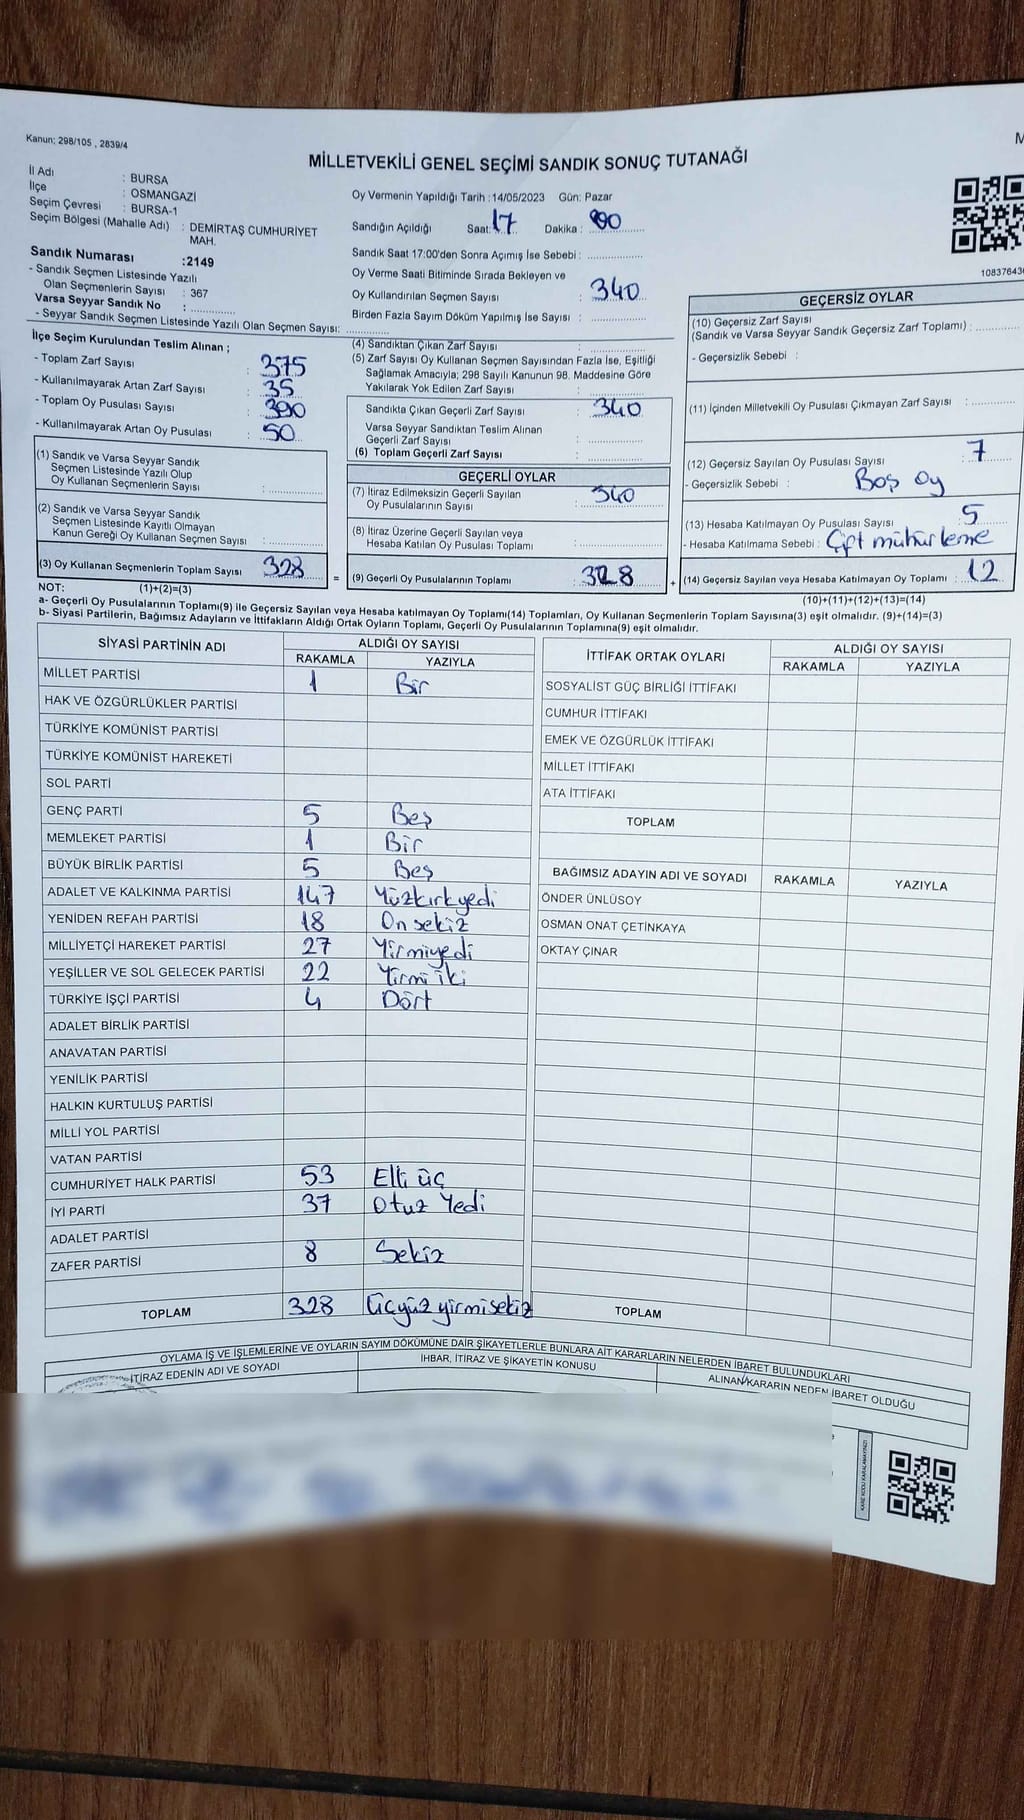 Kanun: 298/105 , 2839/4
MİLLETVEKİLİ GENEL SEÇİMİ SANDIK SONUÇ TUTANAĞI
İl Adı : BURSA
İlçe : OSMANGAZİ
Seçim Çevresi : BURSA-1
Seçim Bölgesi (Mahalle Adı) : DEMİRTAŞ CUMHURİYET
MAH.
Sandık Numarası :2149
- Sandık Seçmen Listesinde Yazılı
Olan Seçmenlerin Sayısı : 367
Varsa Seyyar Sandık No :
- Seyyar Sandık Seçmen Listesinde Yazılı Olan Seçmen Sayısı:
Oy Vermenin Yapıldığı Tarih :14/05/2023 Gün: Pazar
Sandığın Açıldığı Saat: 17 Dakika : 00
Sandık Saat 17:00'den Sonra Açımış İse Sebebi :
Oy Verme Saati Bitiminde Sırada Bekleyen ve
Oy Kullandırılan Seçmen Sayısı : 340
Birden Fazla Sayım Döküm Yapılmış İse Sayısı :
İlçe Seçim Kurulundan Teslim Alınan ;
- Toplam Zarf Sayısı : 375
- Kullanılmayarak Artan Zarf Sayısı : 35
- Toplam Oy Pusulası Sayısı : 390
- Kullanılmayarak Artan Oy Pusulası : 50
(4) Sandıktan Çıkan Zarf Sayısı :
(5) Zarf Sayısı Oy Kullanan Seçmen Sayısından Fazla İse, Eşitliği
Sağlamak Amacıyla; 298 Sayılı Kanunun 98. Maddesine Göre
Yakılarak Yok Edilen Zarf Sayısı :
Sandıkta Çıkan Geçerli Zarf Sayısı : 340
Varsa Seyyar Sandıktan Teslim Alınan
Geçerli Zarf Sayısı :
(6) Toplam Geçerli Zarf Sayısı :
GEÇERSİZ OYLAR
(10) Geçersiz Zarf Sayısı
(Sandık ve Varsa Seyyar Sandık Geçersiz Zarf Toplamı) :
- Geçersizlik Sebebi :
(11) İçinden Milletvekili Oy Pusulası Çıkmayan Zarf Sayısı :
(12) Geçersiz Sayılan Oy Pusulası Sayısı : 7
- Geçersizlik Sebebi : Boş oy
(13) Hesaba Katılmayan Oy Pusulası Sayısı : 5
- Hesaba Katılmama Sebebi : Çift mühürleme
(14) Geçersiz Sayılan veya Hesaba Katılmayan Oy Toplamı : 12
(10)+(11)+(12)+(13)=(14)
(1) Sandık ve Varsa Seyyar Sandık
Seçmen Listesinde Yazılı Olup
Oy Kullanan Seçmenlerin Sayısı :
(2) Sandık ve Varsa Seyyar Sandık
Seçmen Listesinde Kayıtlı Olmayan
Kanun Gereği Oy Kullanan Seçmen Sayısı :
(3) Oy Kullanan Seçmenlerin Toplam Sayısı 328
(1)+(2)=(3)
=
GEÇERLİ OYLAR
(7) İtiraz Edilmeksizin Geçerli Sayılan
Oy Pusulalarının Sayısı : 340
(8) İtiraz Üzerine Geçerli Sayılan veya
Hesaba Katılan Oy Pusulası Toplamı :
(9) Geçerli Oy Pusulalarının Toplamı : 328
+
NOT:
a- Geçerli Oy Pusulalarının Toplamı(9) ile Geçersiz Sayılan veya Hesaba katılmayan Oy Toplamı(14) Toplamları, Oy Kullanan Seçmenlerin Toplam Sayısına(3) eşit olmalıdır. (9)+(14)=(3)
b- Siyasi Partilerin, Bağımsız Adayların ve İttifakların Aldığı Ortak Oyların Toplamı, Geçerli Oy Pusulalarının Toplamına(9) eşit olmalıdır.
SİYASİ PARTİNİN ADI ALDIĞI OY SAYISI
RAKAMLA YAZIYLA
MİLLET PARTİSİ 1 Bir
HAK VE ÖZGÜRLÜKLER PARTİSİ
TÜRKİYE KOMÜNİST PARTİSİ
TÜRKİYE KOMÜNİST HAREKETİ
SOL PARTİ
GENÇ PARTİ 5 Beş
MEMLEKET PARTİSİ 1 Bir
BÜYÜK BİRLİK PARTİSİ 5 Beş
ADALET VE KALKINMA PARTİSİ 147 Yüzkırkyedi
YENİDEN REFAH PARTİSİ 18 On sekiz
MİLLİYETÇİ HAREKET PARTİSİ 27 Yirmiyedi
YEŞİLLER VE SOL GELECEK PARTİSİ 22 Yirmi iki
TÜRKİYE İŞÇİ PARTİSİ 4 Dört
ADALET BİRLİK PARTİSİ
ANAVATAN PARTİSİ
YENİLİK PARTİSİ
HALKIN KURTULUŞ PARTİSİ
MİLLİ YOL PARTİSİ
VATAN PARTİSİ
CUMHURİYET HALK PARTİSİ 53 Elli üç
İYİ PARTİ 37 Otuz Yedi
ADALET PARTİSİ
ZAFER PARTİSİ 8 Sekiz
TOPLAM 328 Üçyüz yirmisekiz
İTTİFAK ORTAK OYLARI ALDIĞI OY SAYISI
RAKAMLA YAZIYLA
SOSYALİST GÜÇ BİRLİĞİ İTTİFAKI
CUMHUR İTTİFAKI
EMEK VE ÖZGÜRLÜK İTTİFAKI
MİLLET İTTİFAKI
ATA İTTİFAKI
TOPLAM
BAĞIMSIZ ADAYIN ADI VE SOYADI RAKAMLA YAZIYLA
ÖNDER ÜNLÜSOY
OSMAN ONAT ÇETİNKAYA
OKTAY ÇINAR
TOPLAM
OYLAMA İŞ VE İŞLEMLERİNE VE OYLARIN SAYIM DÖKÜMÜNE DAİR ŞİKAYETLERLE BUNLARA AİT KARARLARIN NELERDEN İBARET BULUNDUKLARI
İTİRAZ EDENİN ADI VE SOYADI İHBAR, İTİRAZ VE ŞİKAYETİN KONUSU ALINAN KARARIN NEDEN İBARET OLDUĞU